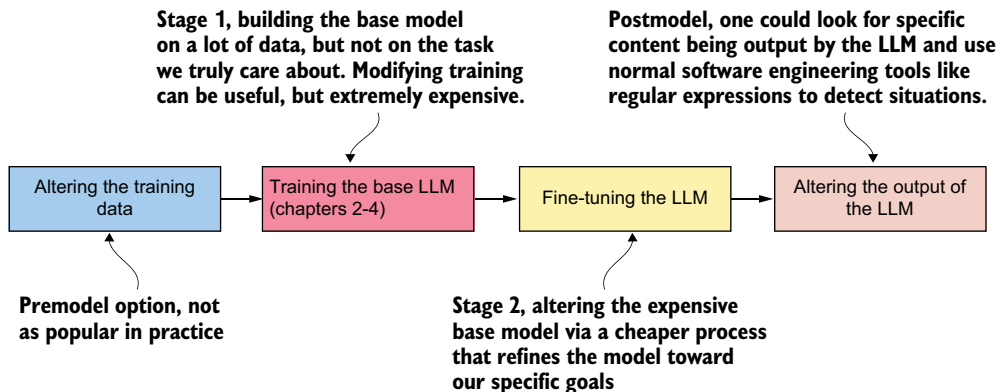 Stage 1, building the base model
on a lot of data, but not on the task
we truly care about. Modifying training
can be useful, but extremely expensive.
Postmodel, one could look for specific
content being output by the LLM and use
normal software engineering tools like
regular expressions to detect situations.
Altering the training
data
Training the base LLM
(chapters 2-4)
Fine-tuning the LLM
Altering the output of
the LLM
Premodel option, not
as popular in practice
Stage 2, altering the expensive
base model via a cheaper process
that refines the model toward
our specific goals